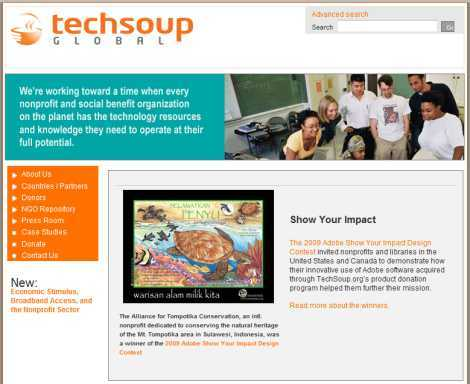 techsoup
GLOBAL
Advanced search
Search
Go
We're working toward a time when every
nonprofit and social benefit organization
on the planet has the technology resources
and knowledge they need to operate at their
full potential.
About Us
Countries / Partners
Donors
NGO Repository
Press Room
Case Studies
Donate
Contact Us
New:
Economic Stimulus,
Broadband Access, and
the Nonprofit Sector
SELAMATKAN
PENYU
warisan alam milik kita
The Alliance for Tompotika Conservation, an intl.
nonprofit dedicated to conserving the natural heritage
of the Mt. Tompotika area in Sulawesi, Indonesia, was
a winner of the 2009 Adobe Show Your Impact Design
Contest
Show Your Impact
The 2009 Adobe Show Your Impact Design
Contest invited nonprofits and libraries in the
United States and Canada to demonstrate how
their innovative use of Adobe software acquired
through TechSoup.org's product donation
program helped them further their mission.
Read more about the winners.